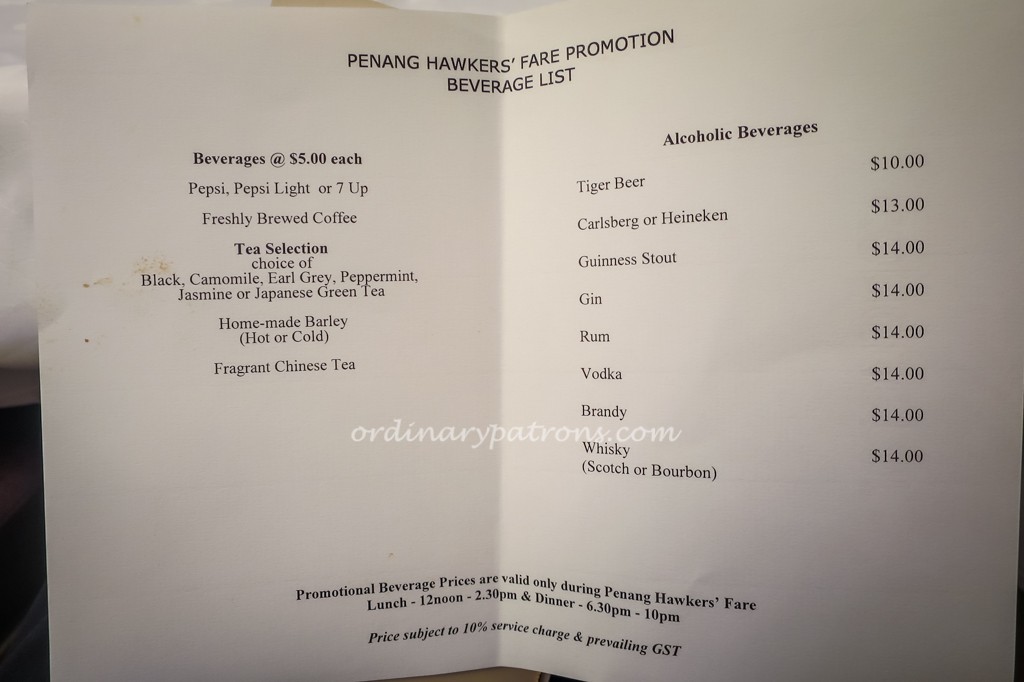 PENANG HAWKERS' FARE PROMOTION
BEVERAGE LIST
Beverages @ $5.00 each
Pepsi, Pepsi Light or 7 Up
Freshly Brewed Coffee
Tea Selection
choice of
Black, Camomile, Earl Grey, Peppermint,
Jasmine or Japanese Green Tea
Home-made Barley
(Hot or Cold)
Fragrant Chinese Tea
Alcoholic Beverages
Tiger Beer $10.00
Carlsberg or Heineken $13.00
Guinness Stout $14.00
Gin $14.00
Rum $14.00
Vodka $14.00
Brandy $14.00
Whisky $14.00
(Scotch or Bourbon)
ordinarypatrons.com
Promotional Beverage Prices are valid only during Penang Hawkers' Fare
Lunch - 12noon - 2.30pm & Dinner - 6.30pm - 10pm
Price subject to 10% service charge & prevailing GST